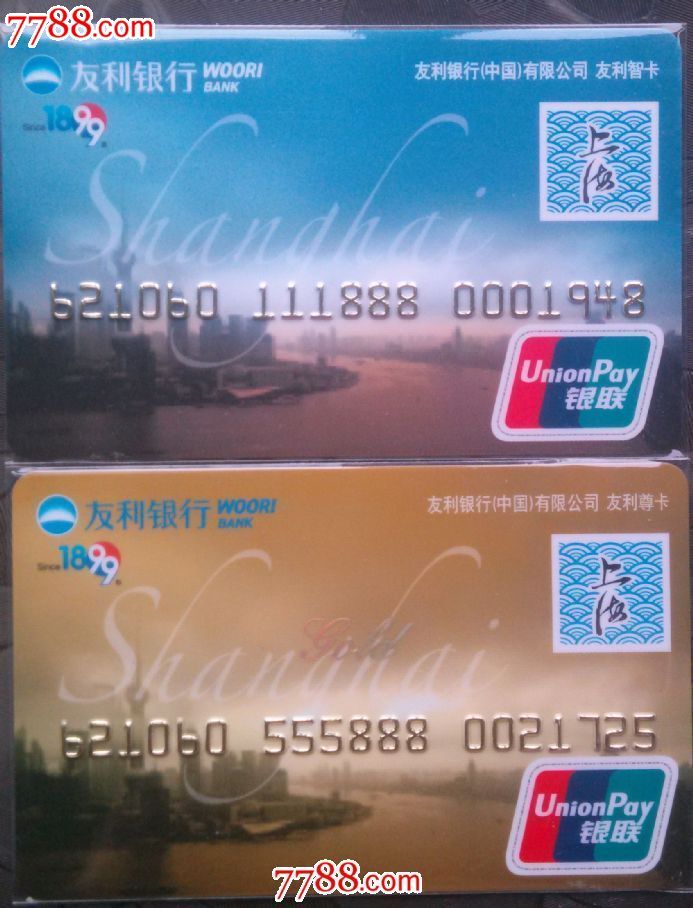 7788.com
友利银行 WOORI BANK
友利银行(中国)有限公司 友利智卡
Since 1899
上海
Shanghai
621060 111888 0001948
UnionPay
银联
友利银行 WOORI BANK
友利银行(中国)有限公司 友利尊卡
Since 1899
上海
Gold
Shanghai
621060 555888 0021725
UnionPay
银联
7788.com